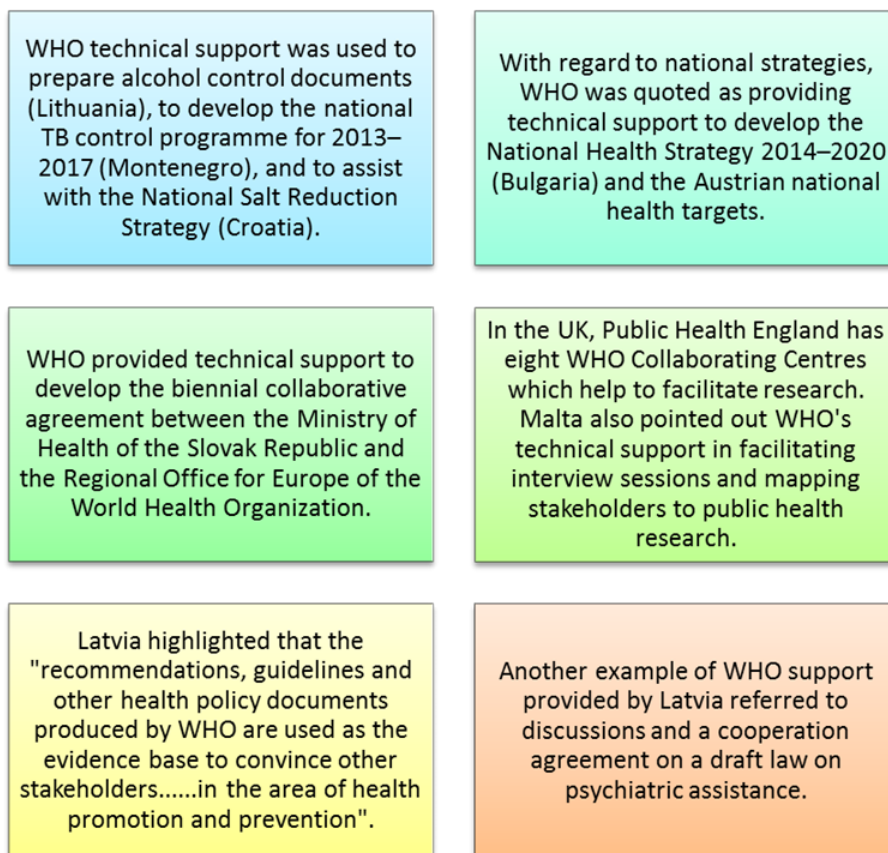 WHO technical support was used to
prepare alcohol control documents
(Lithuania), to develop the national
TB control programme for 2013–
2017 (Montenegro), and to assist
with the National Salt Reduction
Strategy (Croatia).
With regard to national strategies,
WHO was quoted as providing
technical support to develop the
National Health Strategy 2014–2020
(Bulgaria) and the Austrian national
health targets.
WHO provided technical support to
develop the biennial collaborative
agreement between the Ministry of
Health of the Slovak Republic and
the Regional Office for Europe of the
World Health Organization.
In the UK, Public Health England has
eight WHO Collaborating Centres
which help to facilitate research.
Malta also pointed out WHO's
technical support in facilitating
interview sessions and mapping
stakeholders to public health
research.
Latvia highlighted that the
"recommendations, guidelines and
other health policy documents
produced by WHO are used as the
evidence base to convince other
stakeholders......in the area of health
promotion and prevention".
Another example of WHO support
provided by Latvia referred to
discussions and a cooperation
agreement on a draft law on
psychiatric assistance.